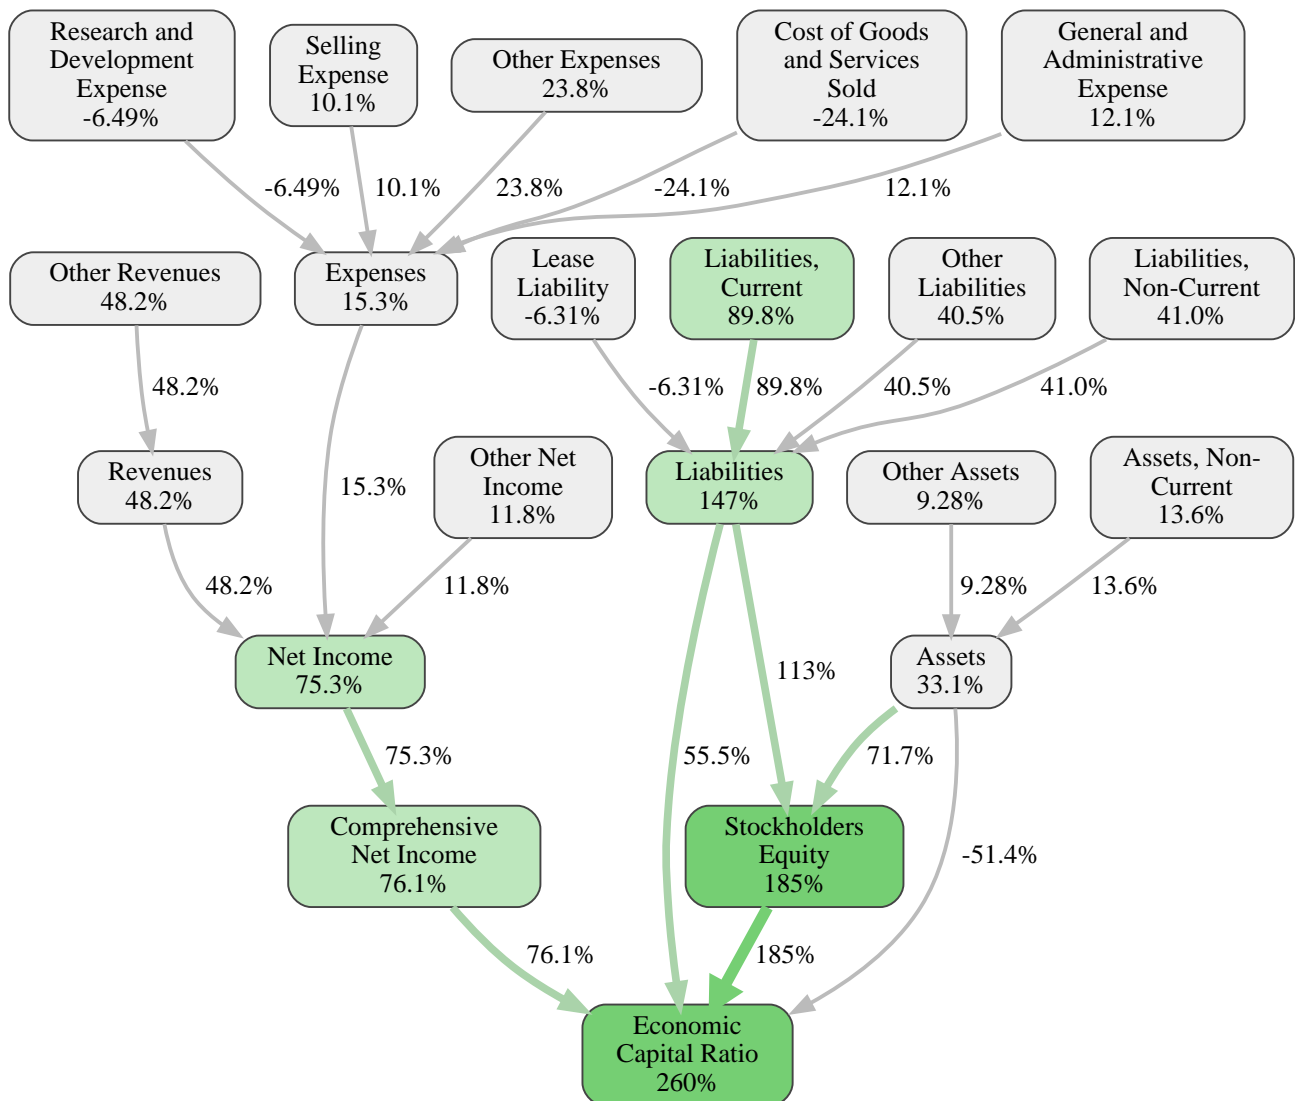 Research and
Development
Expense
-6.49%
Selling
Expense
10.1%
Other Expenses
23.8%
Cost of Goods
and Services
Sold
-24.1%
General and
Administrative
Expense
12.1%
-6.49%
10.1%
23.8%
-24.1%
12.1%
Other Revenues
48.2%
Expenses
15.3%
Lease
Liability
-6.31%
Liabilities,
Current
89.8%
Other
Liabilities
40.5%
Liabilities,
Non-Current
41.0%
48.2%
-6.31%
89.8%
40.5%
41.0%
Revenues
48.2%
15.3%
Other Net
Income
11.8%
Liabilities
147%
Other Assets
9.28%
Assets, Non-
Current
13.6%
48.2%
11.8%
9.28%
13.6%
Net Income
75.3%
113%
Assets
33.1%
75.3%
55.5%
71.7%
Comprehensive
Net Income
76.1%
Stockholders
Equity
185%
-51.4%
76.1%
185%
Economic
Capital Ratio
260%